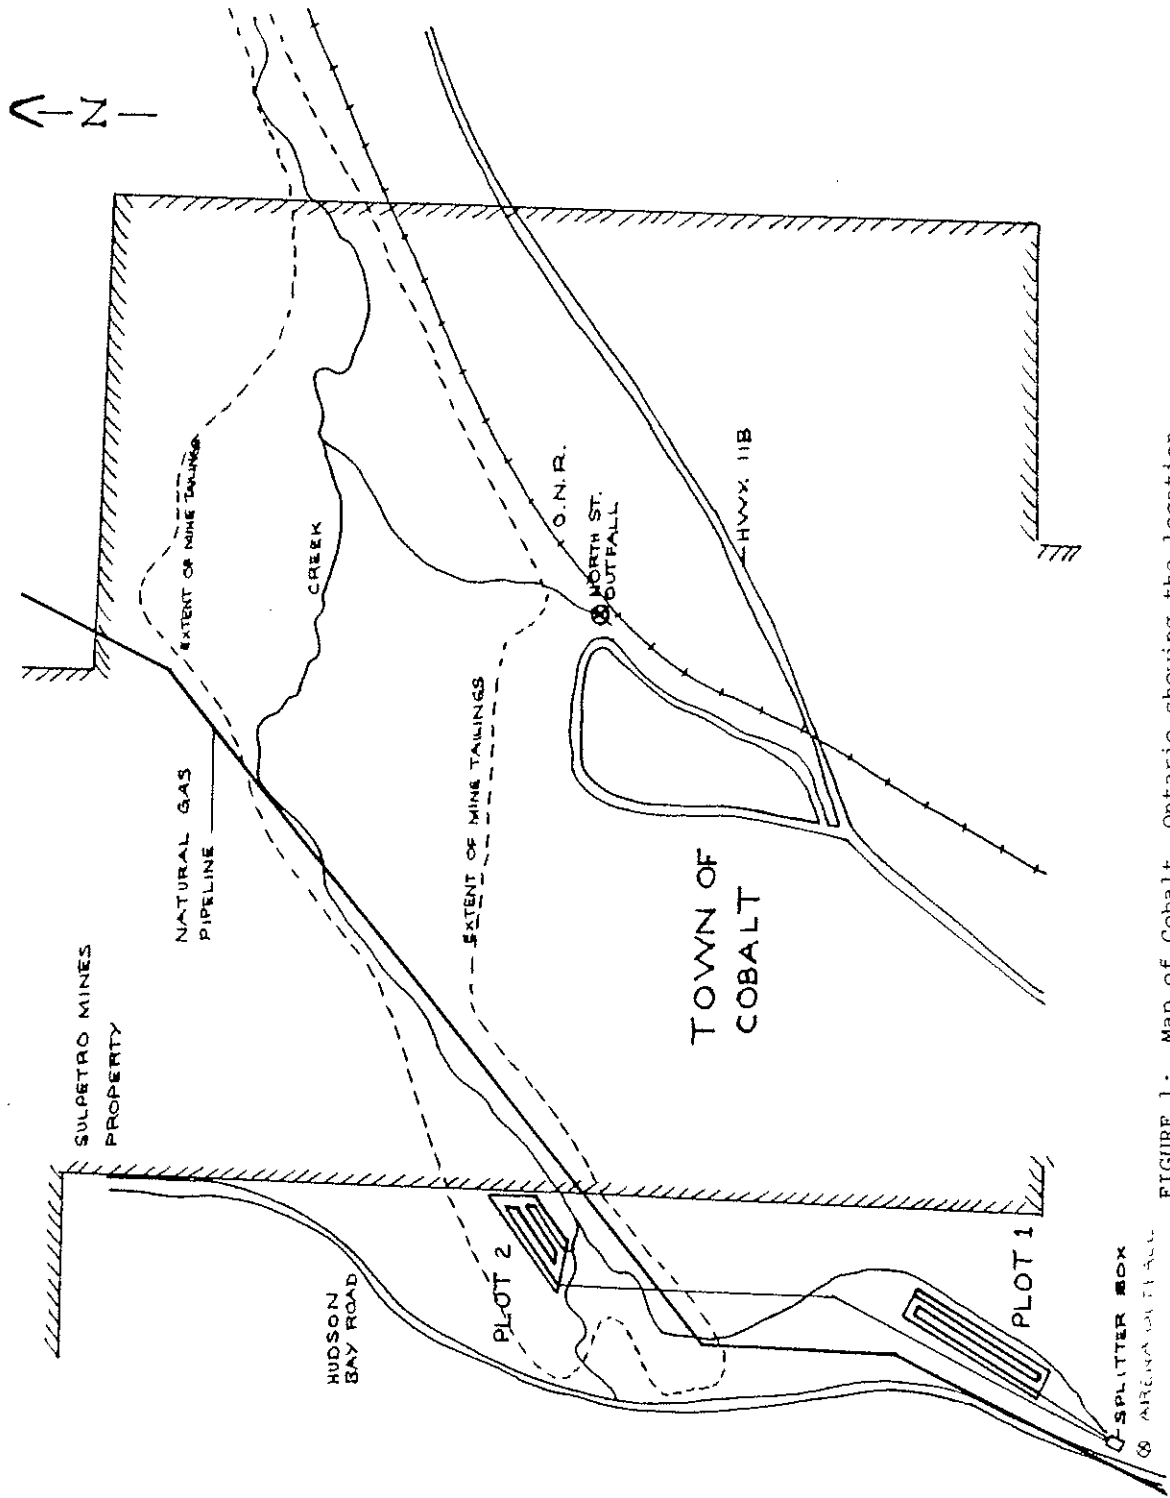 N
SULPETRO MINES
PROPERTY
NATURAL GAS
PIPELINE
EXTENT OF MINE TAILINGS
CREEK
HUDSON
BAY ROAD
PLOT 2
EXTENT OF MINE TAILINGS
O.N.R.
NORTH ST.
OUTFALL
TOWN OF
COBALT
HWY. 11B
PLOT 1
SPLITTER BOX
ARENA OUTFALL
FIGURE 1. Map of Cobalt, Ontario showing the location